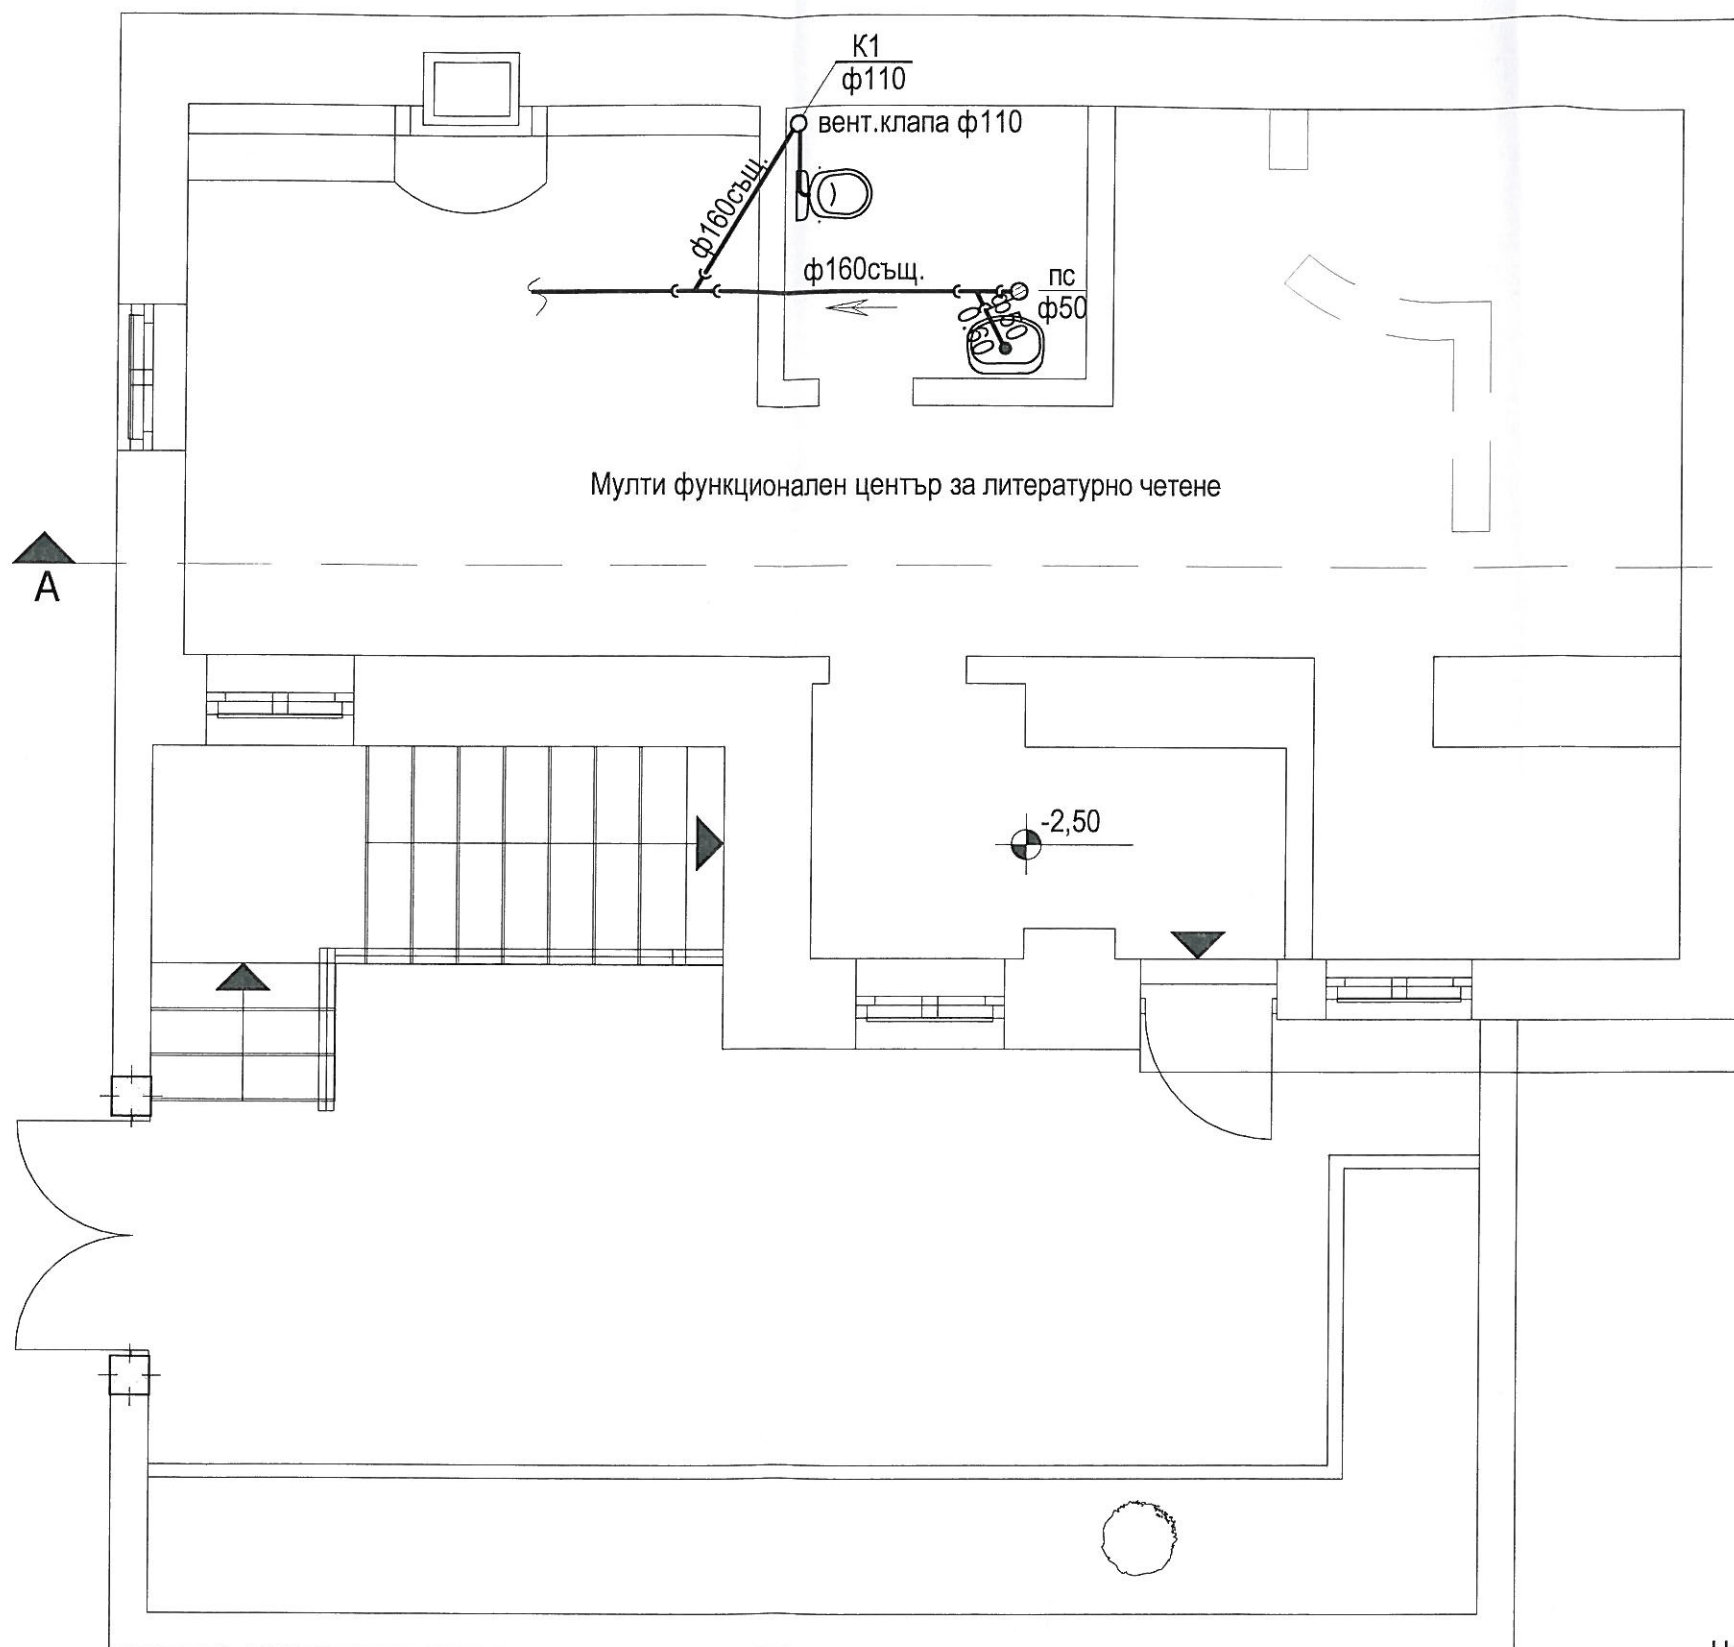 К1
ф110
вент.клапа ф110
ф160същ.
ф160същ.
пс
ф50
Мулти функционален център за литературно четене
А
-2,50